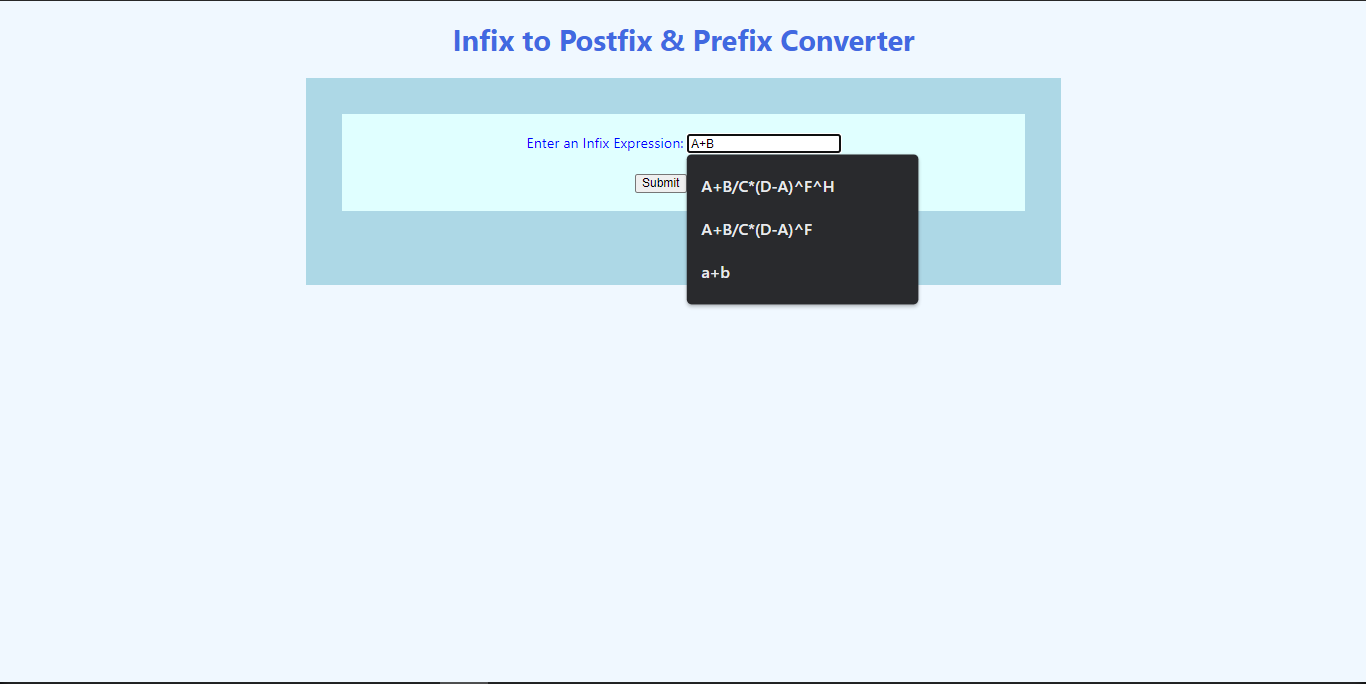 Infix to Postfix & Prefix Converter
Enter an Infix Expression: A+B
Submit
A+B/C*(D-A)^F^H
A+B/C*(D-A)^F
a+b